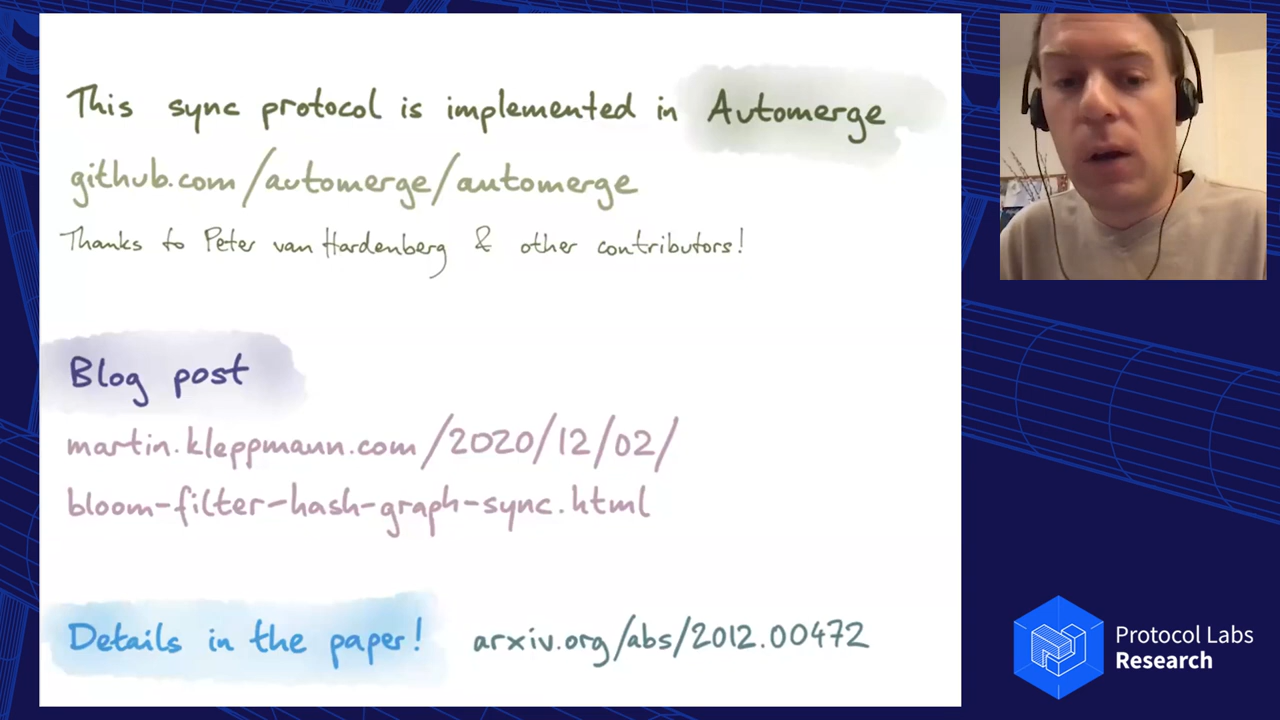 This sync protocol is implemented in Automerge
github.com/automerge/automerge
Thanks to Peter van Hardenberg & other contributors!
Blog post
martin.kleppmann.com/2020/12/02/
bloom-filter-hash-graph-sync.html
Details in the paper! arxiv.org/abs/2012.00472
Protocol Labs
Research